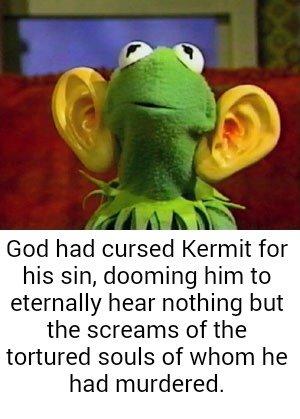 God had cursed Kermit for
his sin, dooming him to
eternally hear nothing but
the screams of the
tortured souls of whom he
had murdered.